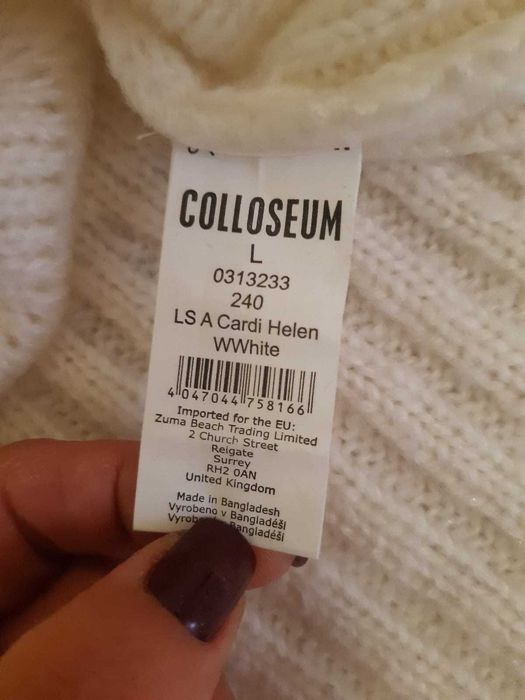 COLLOSEUM
L
0313233
240
LS A Cardi Helen
WWhite
4 047044 758166
Imported for the EU:
Zuma Beach Trading Limited
2 Church Street
Reigate
Surrey
RH2 0AN
United Kingdom
Made in Bangladesh
Vyrobeno v Bangladéši
Bangladéši